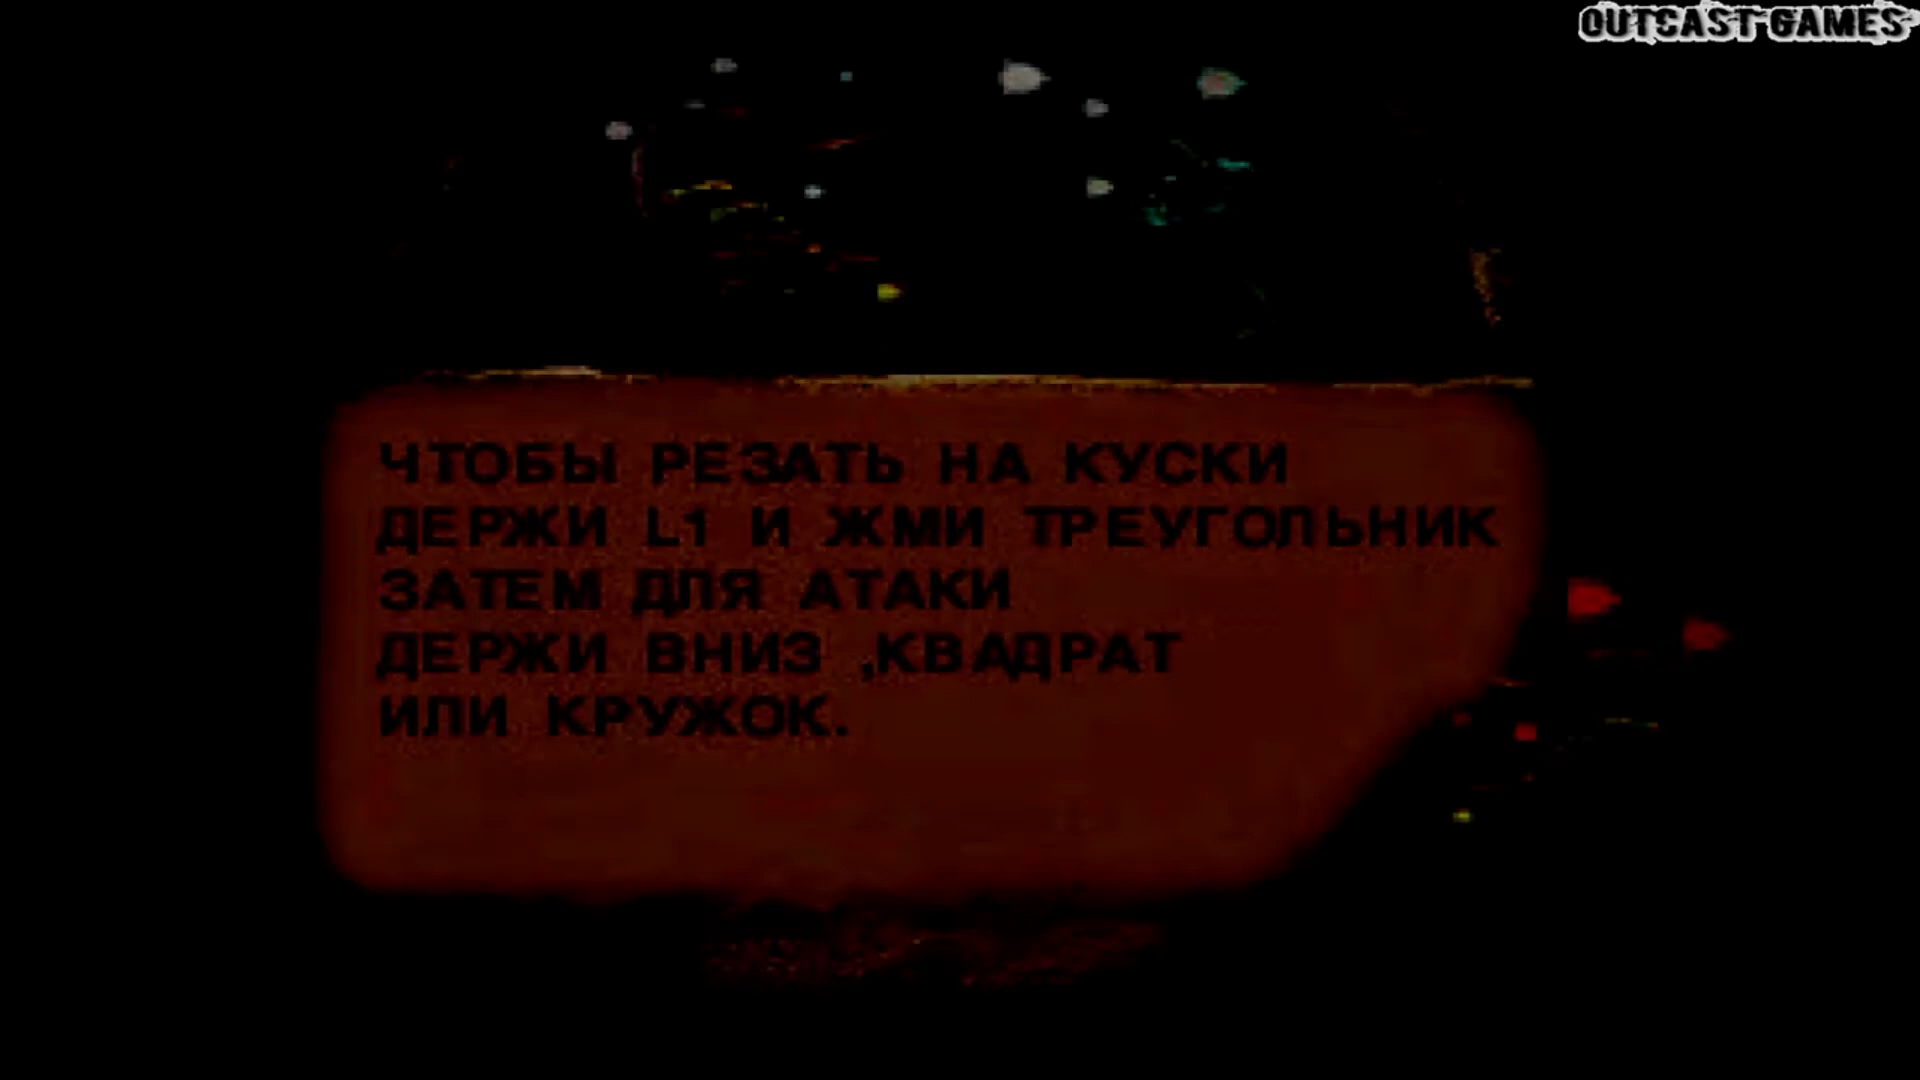 OUTCAST GAMES
ЧТОБЫ РЕЗАТЬ НА КУСКИ
ДЕРЖИ L1 И ЖМИ ТРЕУГОЛЬНИК
ЗАТЕМ ДЛЯ АТАКИ
ДЕРЖИ ВНИЗ ,КВАДРАТ
ИЛИ КРУЖОК.